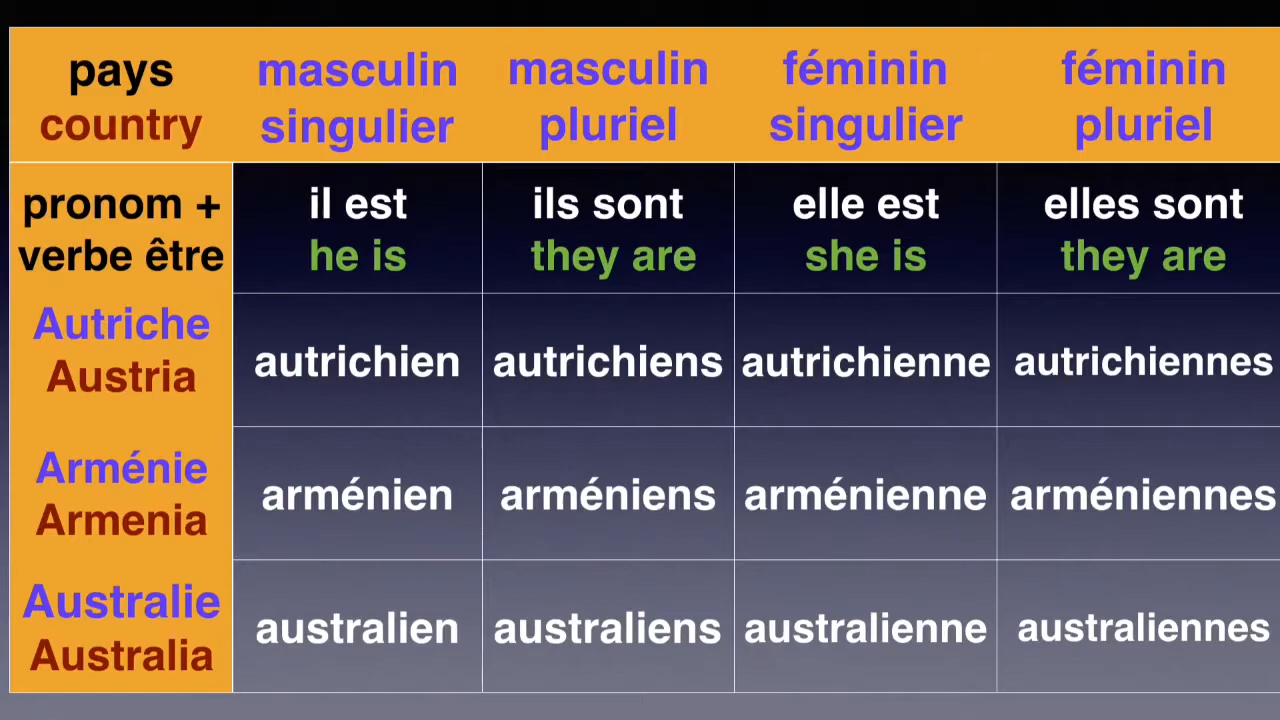 pays masculin masculin féminin féminin
country singulier pluriel singulier pluriel
pronom + il est ils sont elle est elles sont
verbe être he is they are she is they are
Autriche
Austria autrichien autrichiens autrichienne autrichiennes
Arménie
Armenia arménien arméniens arménienne arméniennes
Australie
Australia australien australiens australienne australiennes